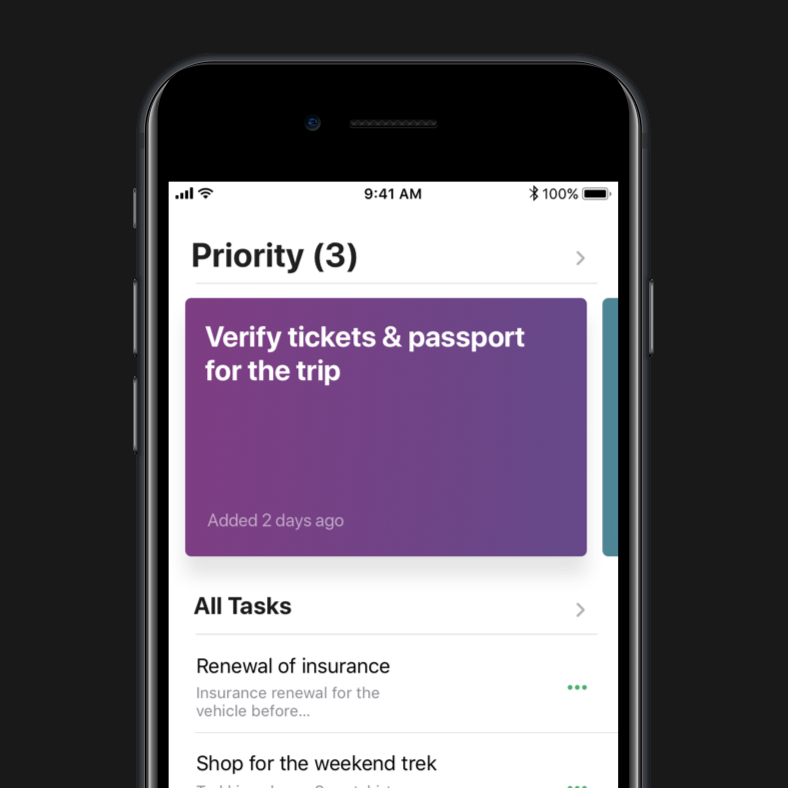 9:41 AM
100%
Priority (3)
Verify tickets & passport
for the trip
Added 2 days ago
All Tasks
Renewal of insurance
Insurance renewal for the
vehicle before...
Shop for the weekend trek